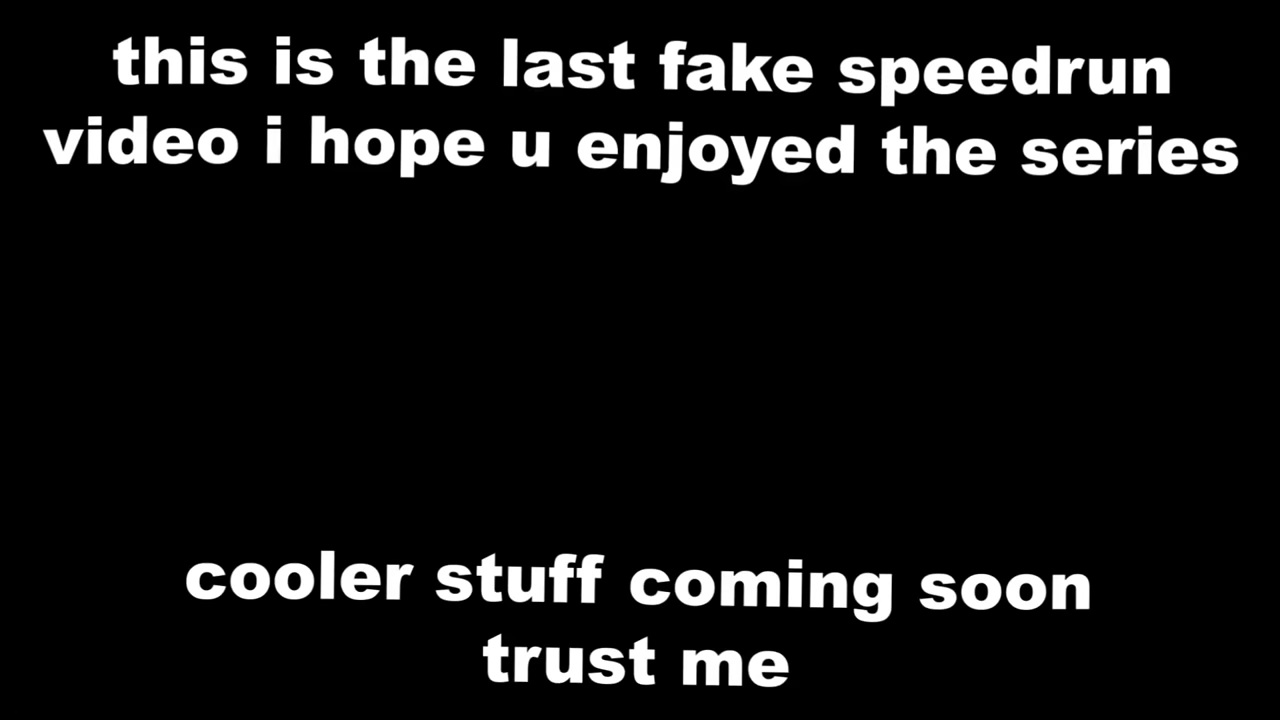 this is the last fake speedrun
video i hope u enjoyed the series
cooler stuff coming soon
trust me